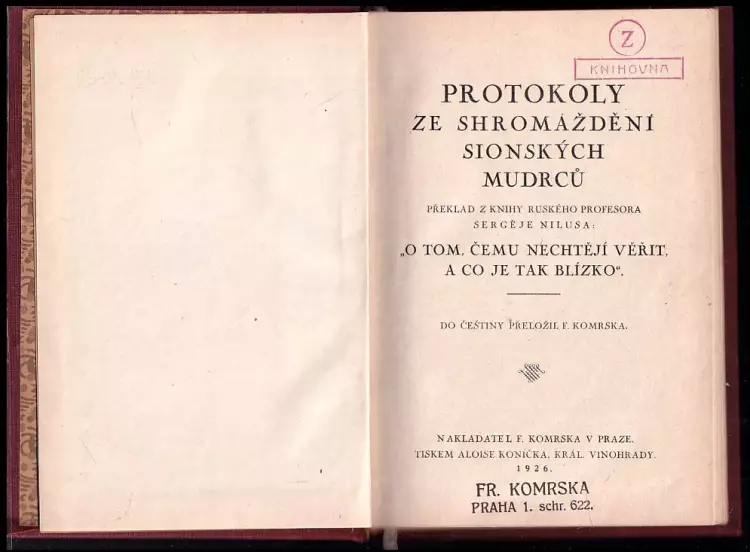 Z
KNIHOVNA
PROTOKOLY
ZE SHROMÁŽDĚNÍ
SIONSKÝCH
MUDRCŮ
PŘEKLAD Z KNIHY RUSKÉHO PROFESORA
SERGĚJE NILUSA:
„O TOM, ČEMU NECHTĚJÍ VĚŘIT,
A CO JE TAK BLÍZKO“.
DO ČEŠTINY PŘELOŽIL F. KOMRSKA.
NAKLADATEL F. KOMRSKA V PRAZE.
TISKEM ALOISE KONÍČKA, KRÁL. VINOHRADY.
1926.
FR. KOMRSKA
PRAHA 1. schr. 622.